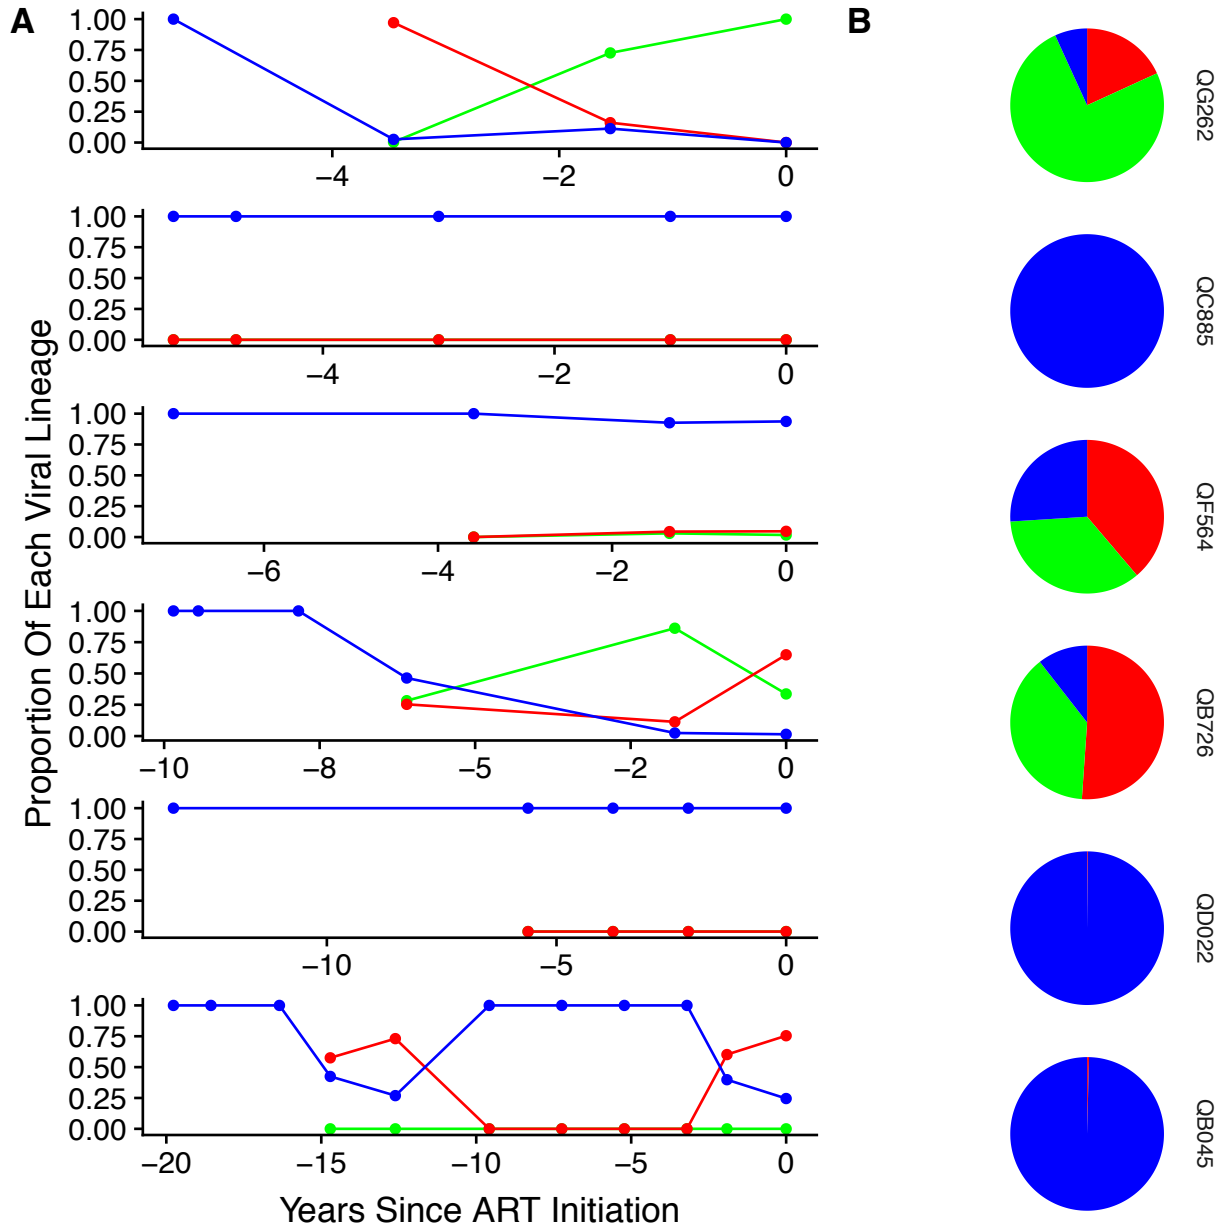 A
B
Proportion Of Each Viral Lineage
1.00
0.75
0.50
0.25
0.00
−4 −2 0
QG262
1.00
0.75
0.50
0.25
0.00
−4 −2 0
QC885
1.00
0.75
0.50
0.25
0.00
−6 −4 −2 0
QF564
1.00
0.75
0.50
0.25
0.00
−10 −8 −5 −2 0
QB726
1.00
0.75
0.50
0.25
0.00
−10 −5 0
QD022
1.00
0.75
0.50
0.25
0.00
−20 −15 −10 −5 0
QB045
Years Since ART Initiation